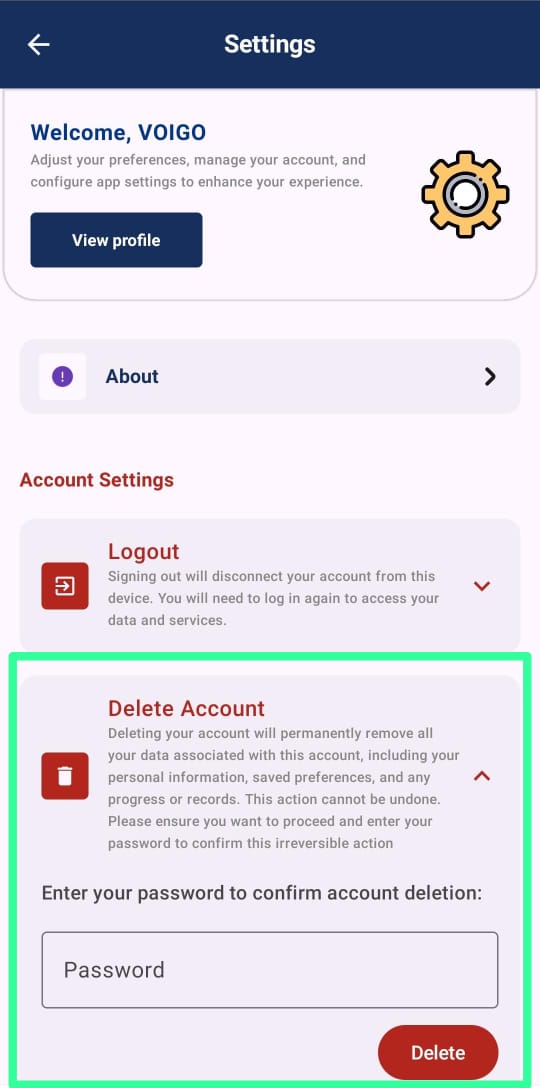 Settings
Welcome, VOIGO
Adjust your preferences, manage your account, and
configure app settings to enhance your experience.
View profile
About
Account Settings
Logout
Signing out will disconnect your account from this
device. You will need to log in again to access your
data and services.
Delete Account
Deleting your account will permanently remove all
your data associated with this account, including your
personal information, saved preferences, and any
progress or records. This action cannot be undone.
Please ensure you want to proceed and enter your
password to confirm this irreversible action
Enter your password to confirm account deletion:
Password
Delete